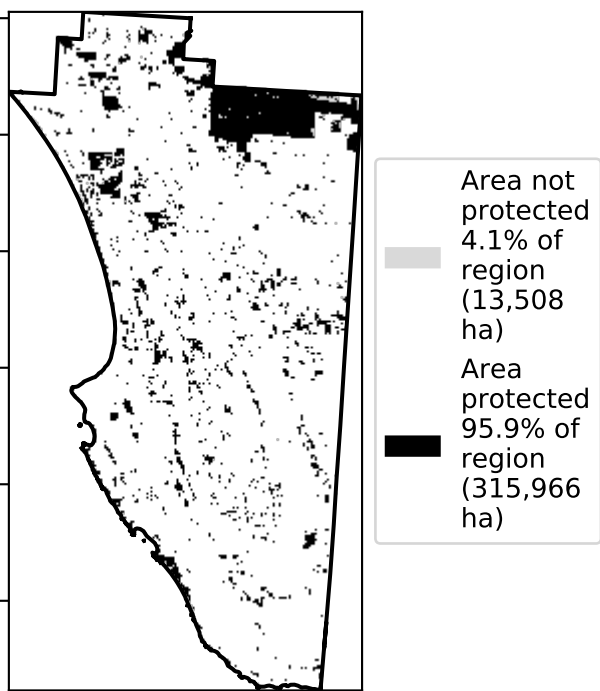 Area not
protected
4.1% of
region
(13,508
ha)
Area
protected
95.9% of
region
(315,966
ha)